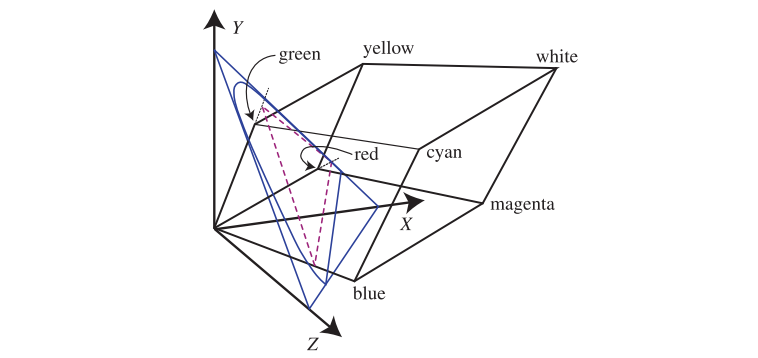 Y
green
yellow
white
red
cyan
magenta
X
blue
Z